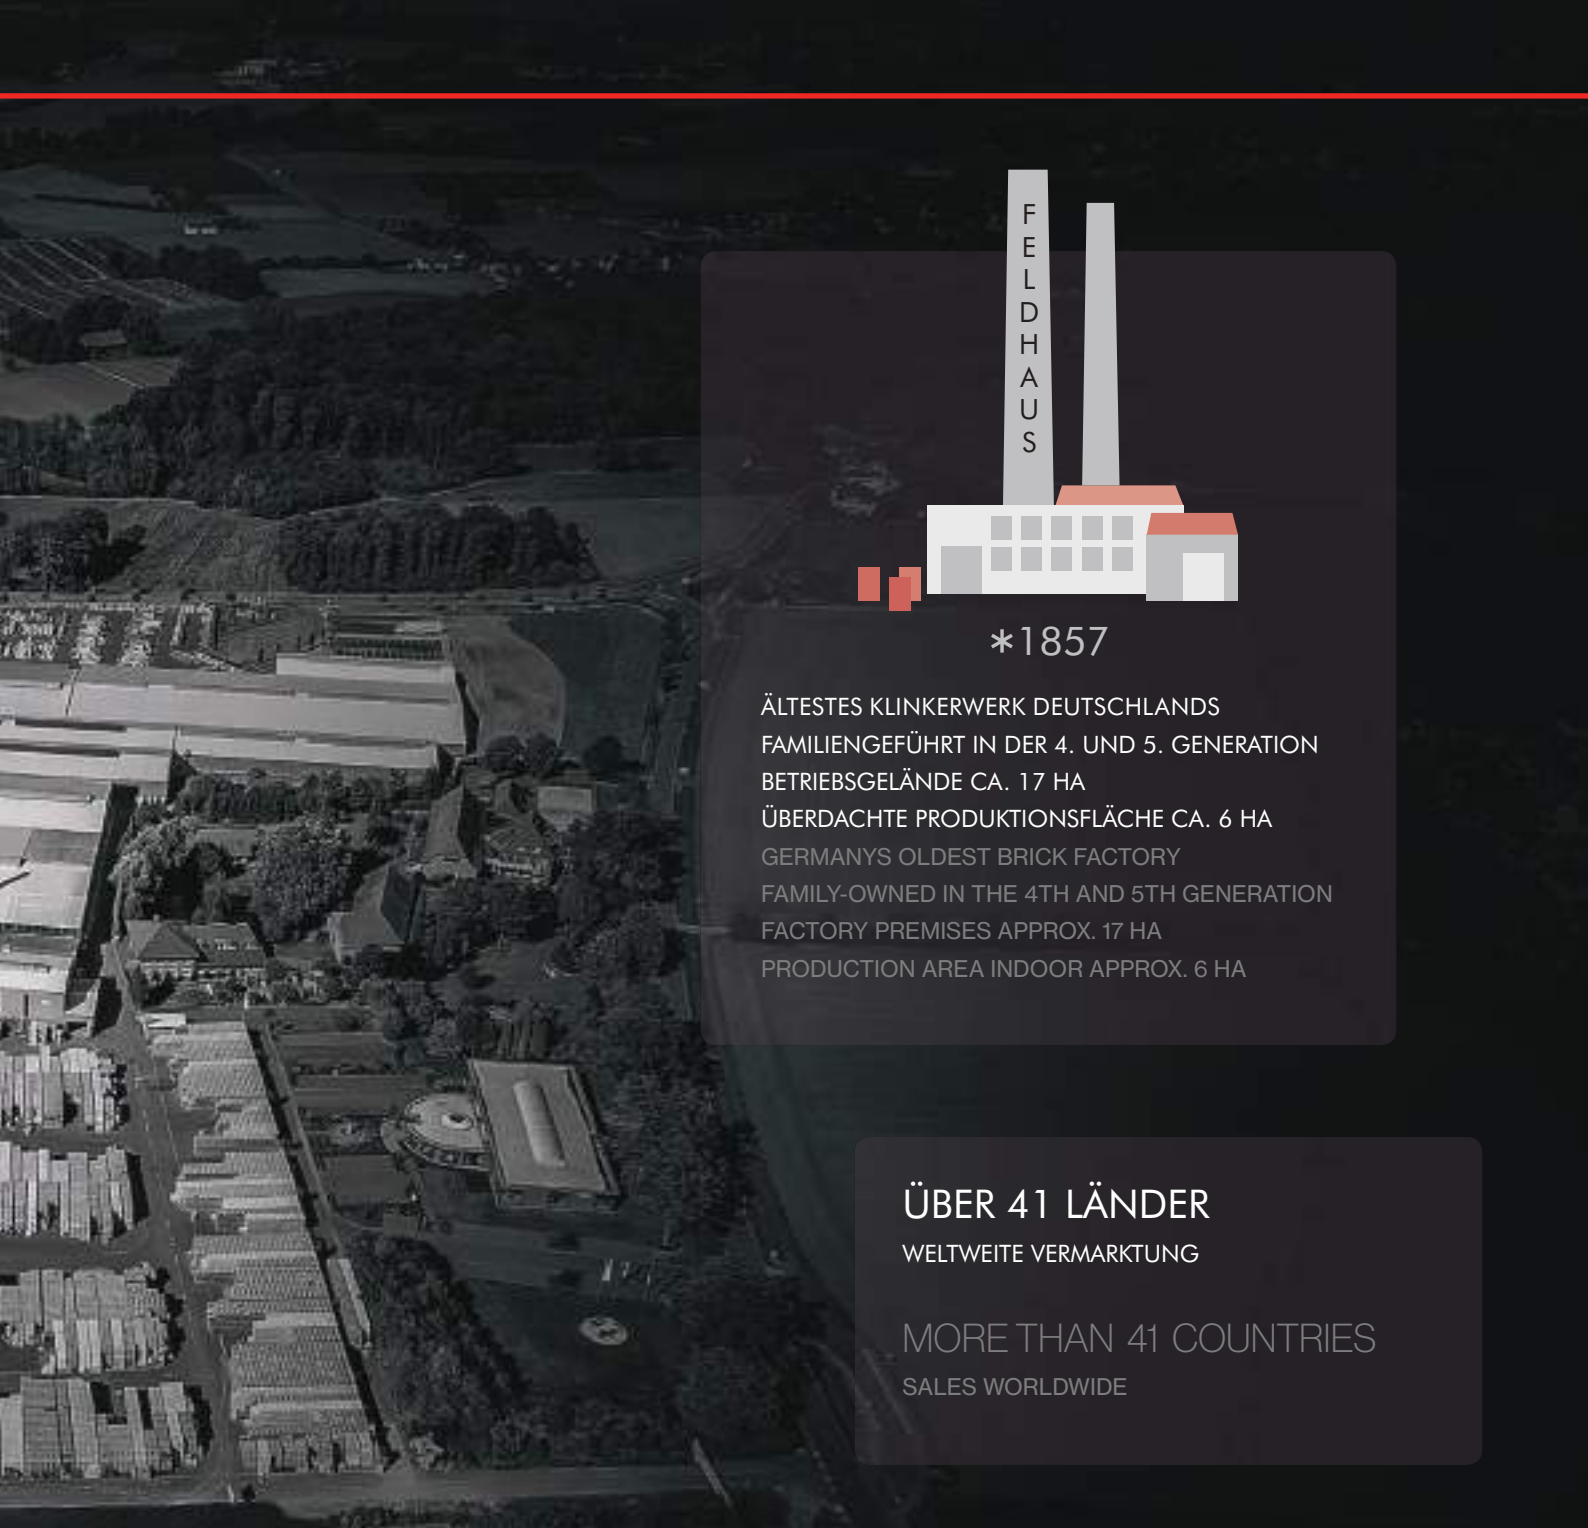 FELDHAUS
*1857
ÄLTESTES KLINKERWERK DEUTSCHLANDS
FAMILIENGEFÜHRT IN DER 4. UND 5. GENERATION
BETRIEBSGELÄNDE CA. 17 HA
ÜBERDACHTE PRODUKTIONSFLÄCHE CA. 6 HA
GERMANYS OLDEST BRICK FACTORY
FAMILY-OWNED IN THE 4TH AND 5TH GENERATION
FACTORY PREMISES APPROX. 17 HA
PRODUCTION AREA INDOOR APPROX. 6 HA
ÜBER 41 LÄNDER
WELTWEITE VERMARKTUNG
MORE THAN 41 COUNTRIES
SALES WORLDWIDE